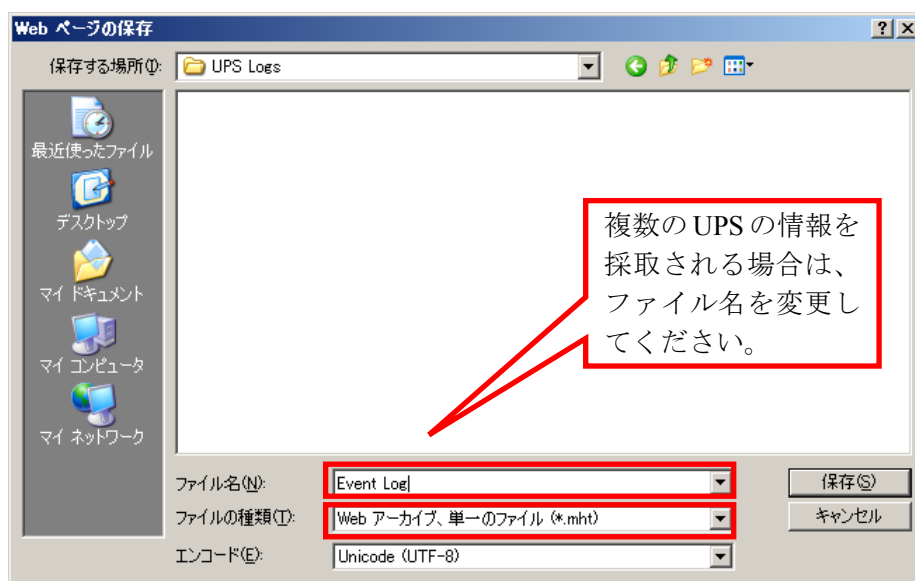 Web ページの保存
保存する場所(I): UPS Logs
最近使ったファイル
デスクトップ
マイ ドキュメント
マイ コンピュータ
マイ ネットワーク
複数の UPS の情報を
採取される場合は、
ファイル名を変更し
てください。
ファイル名(N): Event Log 保存(S)
ファイルの種類(T): Web アーカイブ、単一のファイル (*.mht) キャンセル
エンコード(E): Unicode (UTF-8)